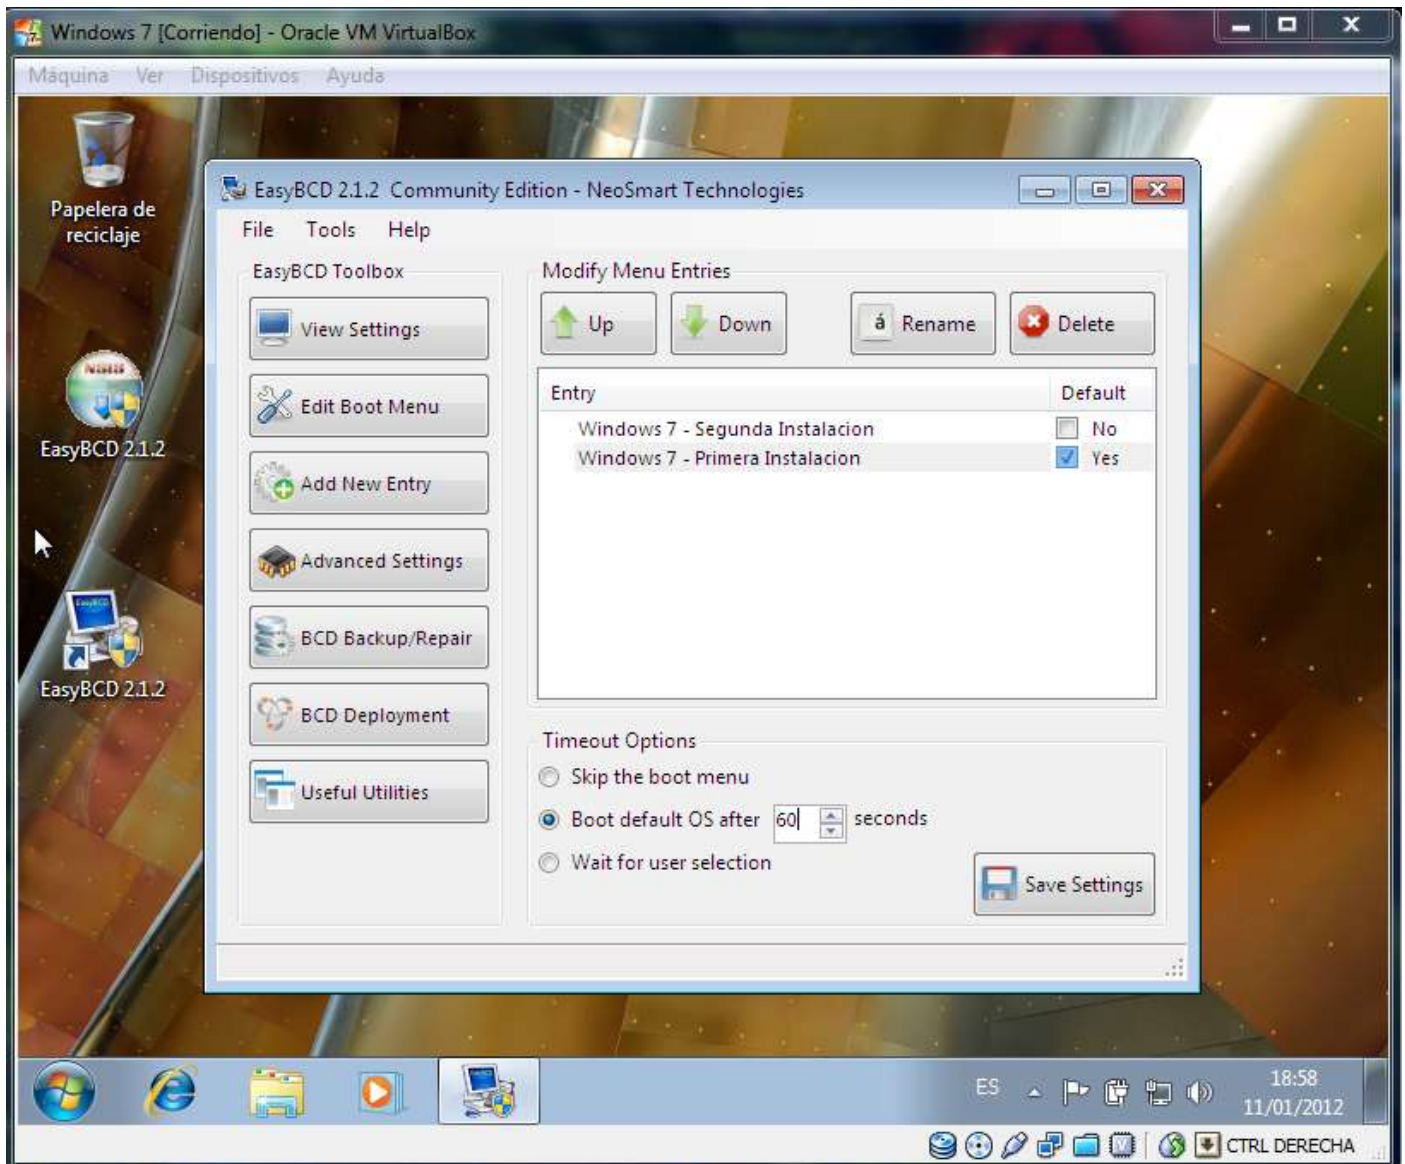 Windows 7 [Corriendo] - Oracle VM VirtualBox
Máquina Ver Dispositivos Ayuda
Papelera de
reciclaje
EasyBCD 2.1.2
EasyBCD 2.1.2
EasyBCD 2.1.2 Community Edition - NeoSmart Technologies
File Tools Help
EasyBCD Toolbox
View Settings
Edit Boot Menu
Add New Entry
Advanced Settings
BCD Backup/Repair
BCD Deployment
Useful Utilities
Modify Menu Entries
Up Down á Rename Delete
Entry Default
Windows 7 - Segunda Instalacion No
Windows 7 - Primera Instalacion Yes
Timeout Options
Skip the boot menu
Boot default OS after 60 seconds
Wait for user selection
Save Settings
ES 18:58
11/01/2012
CTRL DERECHA